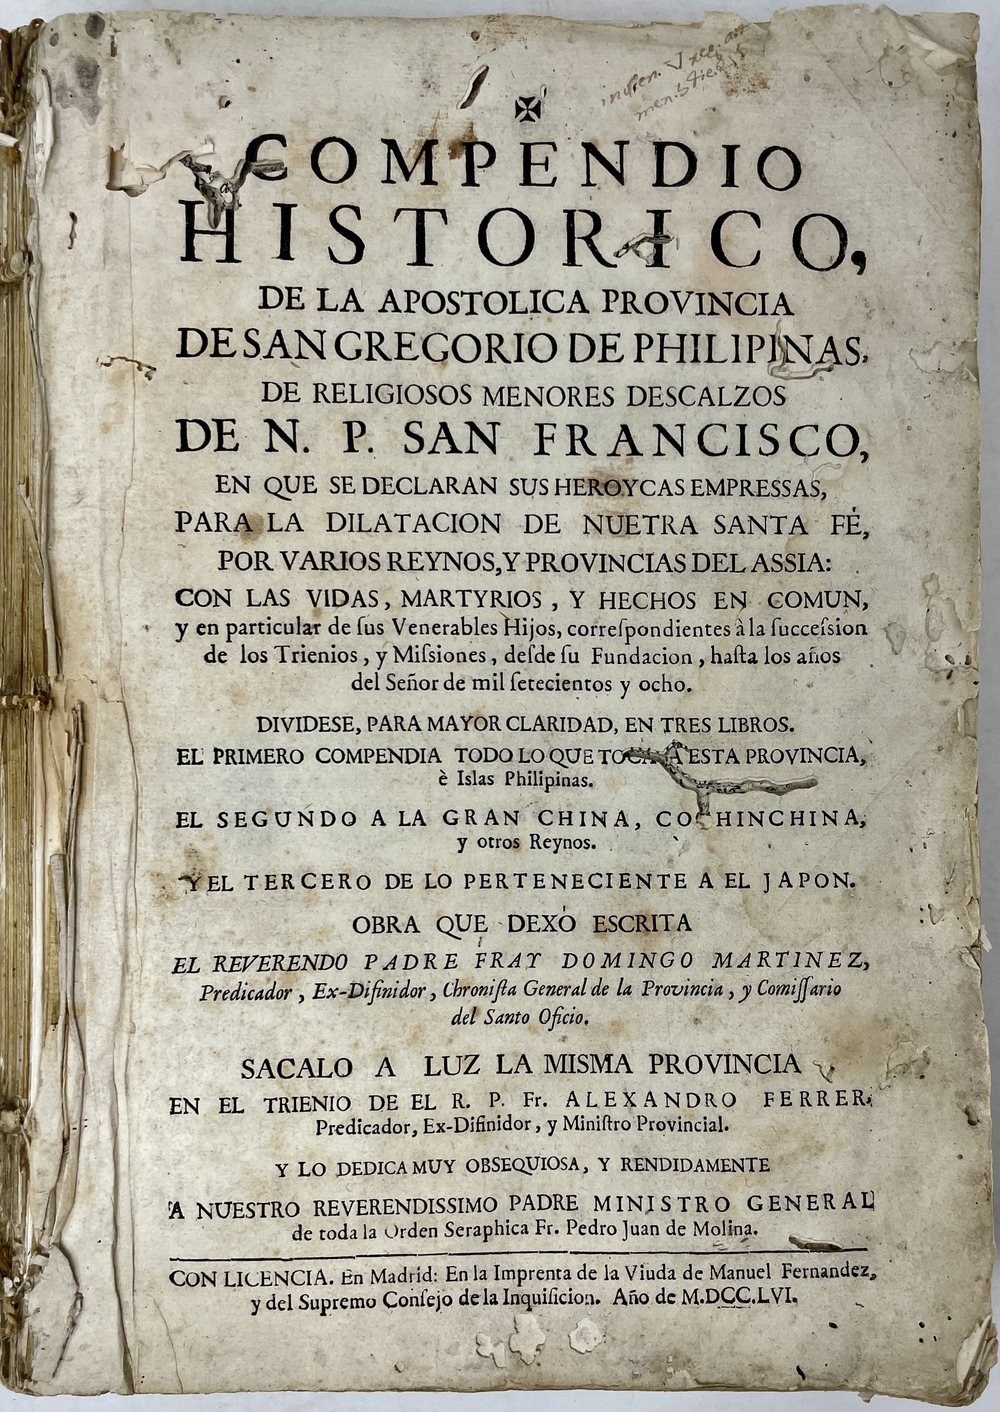 COMPENDIO
HISTORICO,
DE LA APOSTOLICA PROVINCIA
DE SAN GREGORIO DE PHILIPINAS,
DE RELIGIOSOS MENORES DESCALZOS
DE N. P. SAN FRANCISCO,
EN QUE SE DECLARAN SUS HEROYCAS EMPRESSAS,
PARA LA DILATACION DE NUETRA SANTA FÉ,
POR VARIOS REYNOS, Y PROVINCIAS DEL ASSIA:
CON LAS VIDAS, MARTYRIOS, Y HECHOS EN COMUN,
y en particular de ſus Venerables Hijos, correſpondientes à la ſucceſsion
de los Trienios, y Miſsiones, deſde ſu Fundacion, haſta los años
del Señor de mil ſetecientos y ocho.
DIVIDESE, PARA MAYOR CLARIDAD, EN TRES LIBROS.
EL PRIMERO COMPENDIA TODO LO QUE TOCA A ESTA PROVINCIA,
è Islas Philipinas.
EL SEGUNDO A LA GRAN CHINA, COCHINCHINA,
y otros Reynos.
Y EL TERCERO DE LO PERTENECIENTE A EL JAPON.
OBRA QUE DEXÒ ESCRITA
EL REVERENDO PADRE FRAY DOMINGO MARTINEZ,
Predicador, Ex-Difinidor, Chroniſta General de la Provincia, y Comiſſario
del Santo Oficio.
SACALO A LUZ LA MISMA PROVINCIA
EN EL TRIENIO DE EL R. P. Fr. ALEXANDRO FERRER,
Predicador, Ex-Difinidor, y Miniſtro Provincial.
Y LO DEDICA MUY OBSEQUIOSA, Y RENDIDAMENTE
A NUESTRO REVERENDISSIMO PADRE MINISTRO GENERAL
de toda la Orden Seraphica Fr. Pedro Juan de Molina.
CON LICENCIA. En Madrid: En la Imprenta de la Viuda de Manuel Fernandez,
y del Supremo Conſejo de la Inquiſicion. Año de M.DCC.LVI.